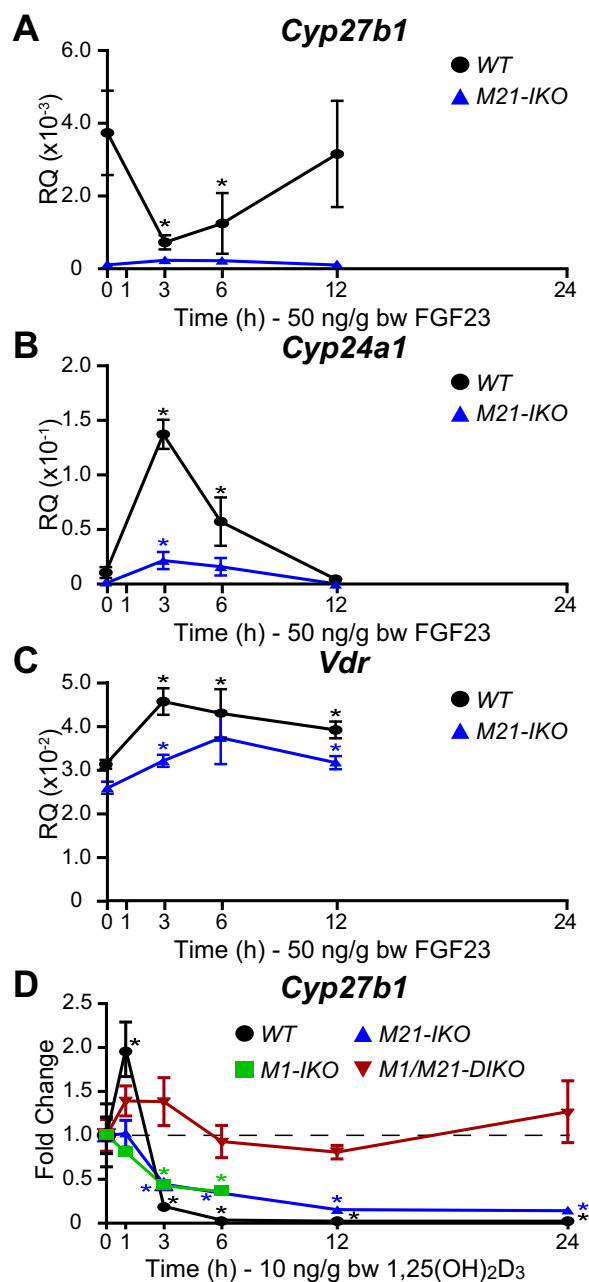 A
Cyp27b1
6.0
4.0
2.0
0
RQ (x10-3)
WT
M21-IKO
*
*
0 1 3 6 12 24
Time (h) - 50 ng/g bw FGF23
B
Cyp24a1
2.0
1.5
1.0
0.5
0
RQ (x10-1)
WT
M21-IKO
*
*
*
0 1 3 6 12 24
Time (h) - 50 ng/g bw FGF23
C
Vdr
5.0
4.0
3.0
2.0
1.0
0
RQ (x10-2)
WT
M21-IKO
* * *
* *
0 1 3 6 12 24
Time (h) - 50 ng/g bw FGF23
D
Cyp27b1
2.5
2.0
1.5
1.0
0.5
0
Fold Change
WT M21-IKO
M1-IKO M1/M21-DIKO
*
* *
* * * *
* * * *
0 1 3 6 12 24
Time (h) - 10 ng/g bw 1,25(OH)2D3